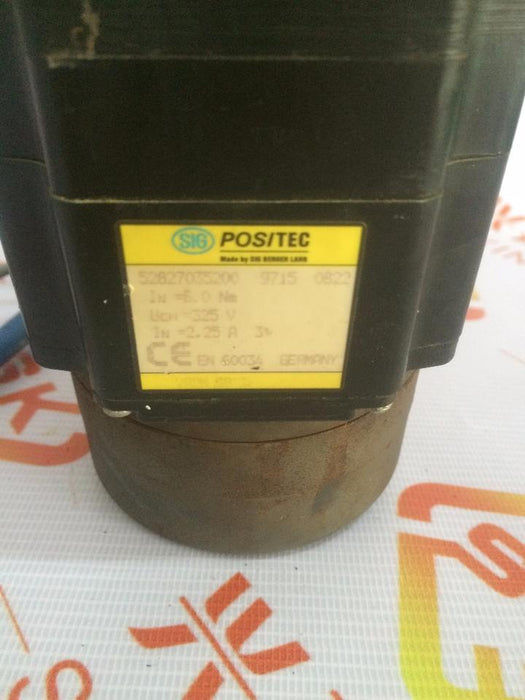 SIG POSITEC
Made by SIG BERGER LAHR
52827035200 9715 0822
IN =6.0 Nm
UCM =325 V
IN =2.25 A 3~
CE EN 60034 GERMANY